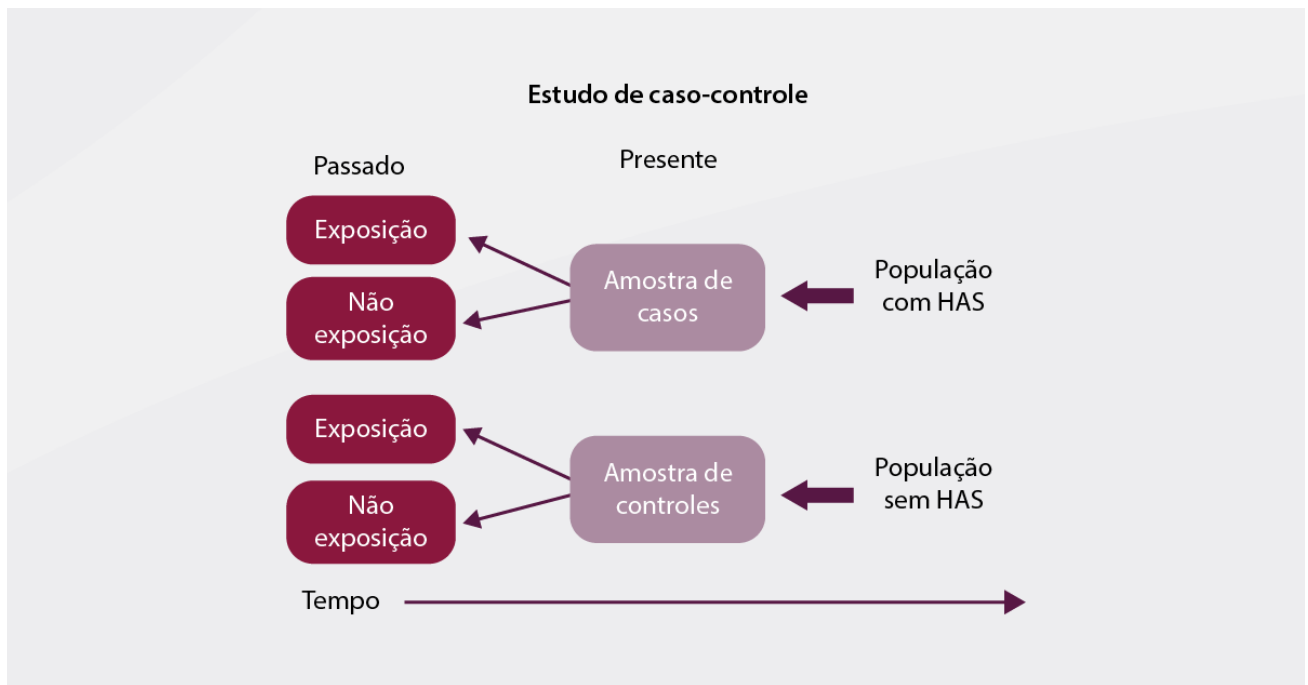 Estudo de caso-controle
Passado
Presente
Exposição
Não
exposição
Amostra de
casos
População
com HAS
Exposição
Não
exposição
Amostra de
controles
População
sem HAS
Tempo